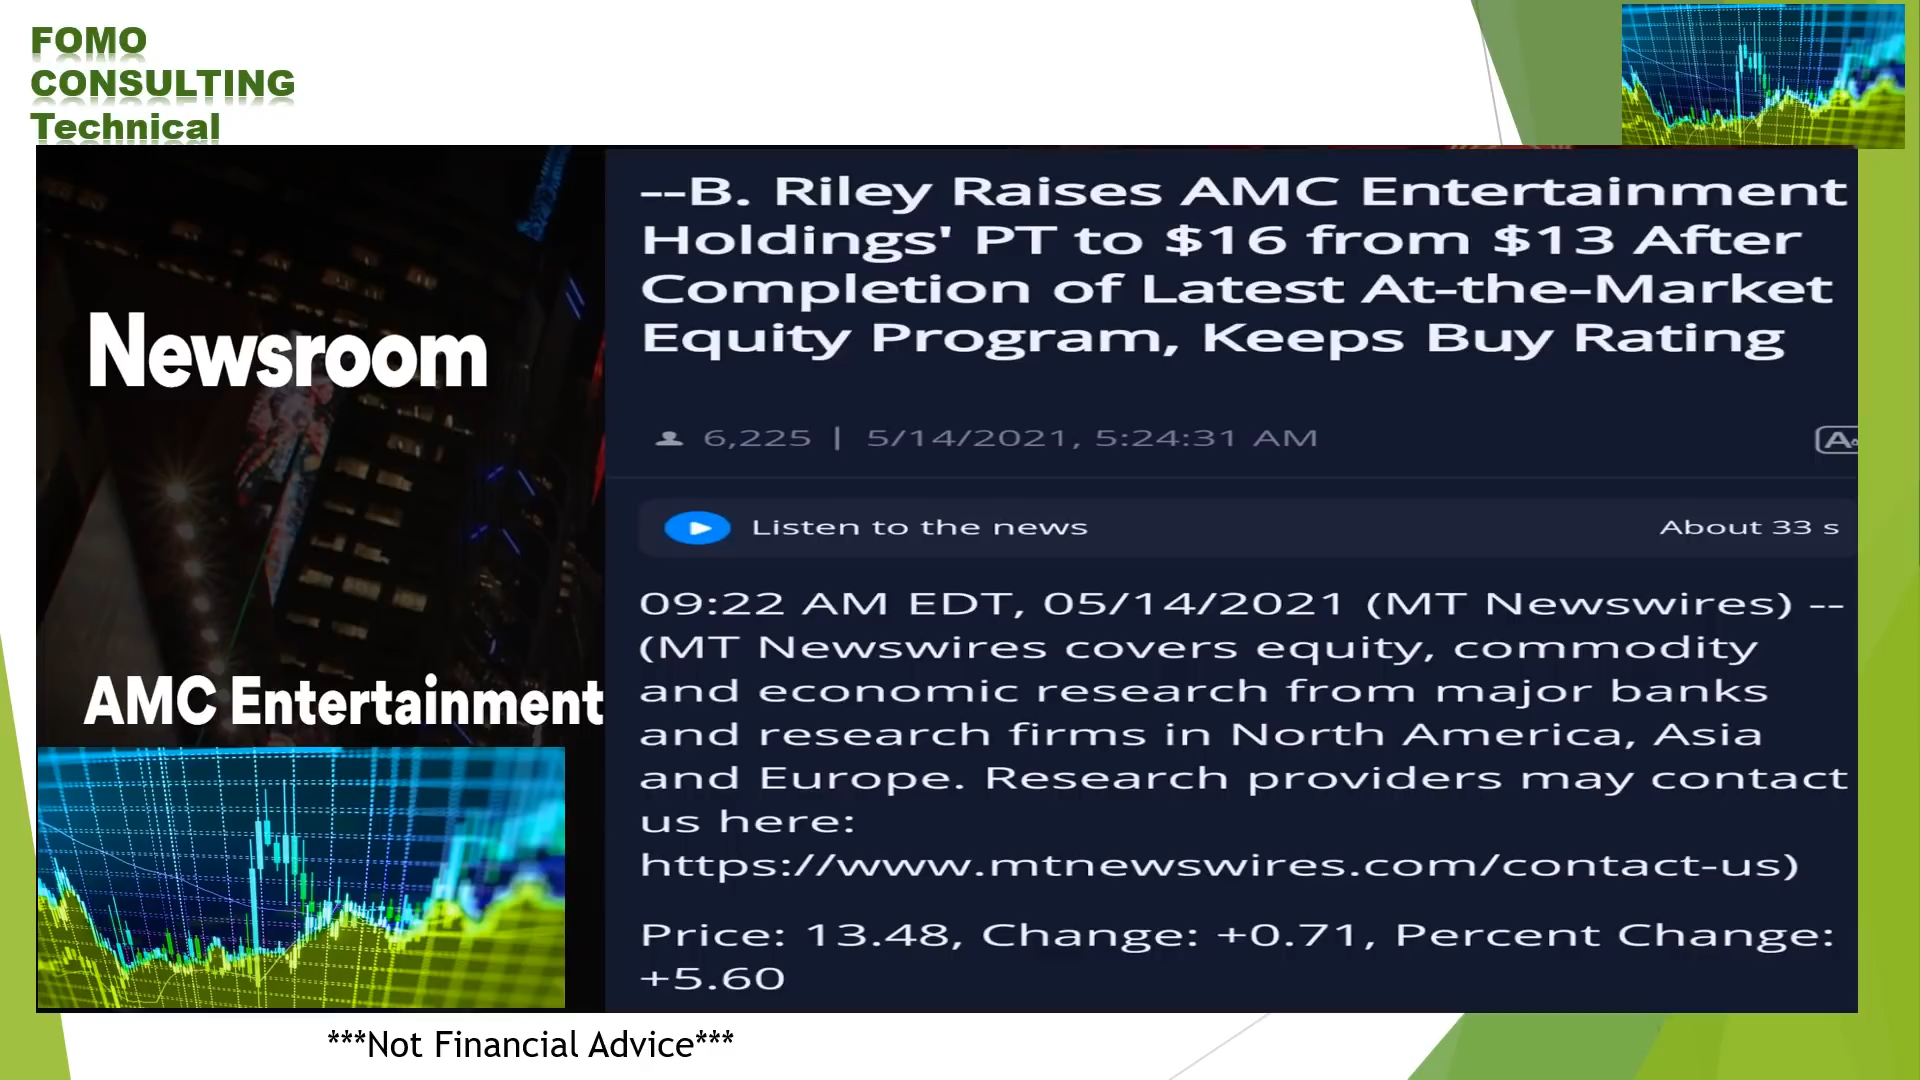 FOMO
CONSULTING
Technical
Newsroom
AMC Entertainment
--B. Riley Raises AMC Entertainment
Holdings' PT to $16 from $13 After
Completion of Latest At-the-Market
Equity Program, Keeps Buy Rating
6,225 | 5/14/2021, 5:24:31 AM
Listen to the news
About 33 s
09:22 AM EDT, 05/14/2021 (MT Newswires) --
(MT Newswires covers equity, commodity
and economic research from major banks
and research firms in North America, Asia
and Europe. Research providers may contact
us here:
https://www.mtnewswires.com/contact-us)
Price: 13.48, Change: +0.71, Percent Change:
+5.60
***Not Financial Advice***